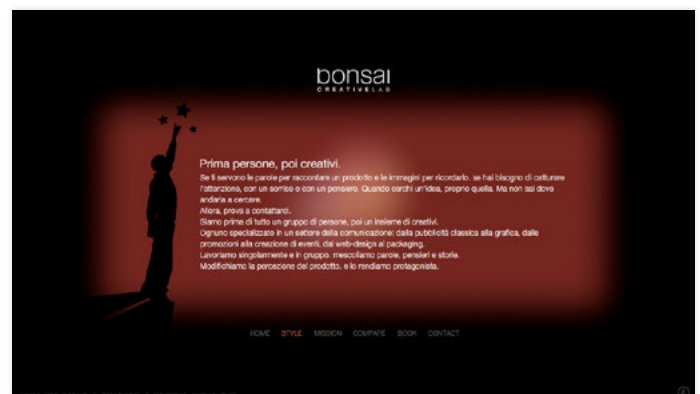 bonsai
CREATIVELAB
Prima persone, poi creativi.
Se ti servono le parole per raccontare un prodotto e le immagini per ricordarlo, se hai bisogno di catturare
l'attenzione, con un sorriso o con un pensiero. Quando cerchi un'idea, proprio quella. Ma non sai dove
andarla a cercare.
Allora, prova a contattarci.
Siamo prima di tutto un gruppo di persone, poi un insieme di creativi.
Ognuno specializzato in un settore della comunicazione: dalla pubblicità classica alla grafica, dalle
promozioni alla creazione di eventi, dal web-design al packaging.
Lavoriamo singolarmente e in gruppo, mescoliamo parole, pensieri e storie.
Modifichiamo la percezione del prodotto, e lo rendiamo protagonista.
HOME STYLE MISSION COMPARE BOOK CONTACT